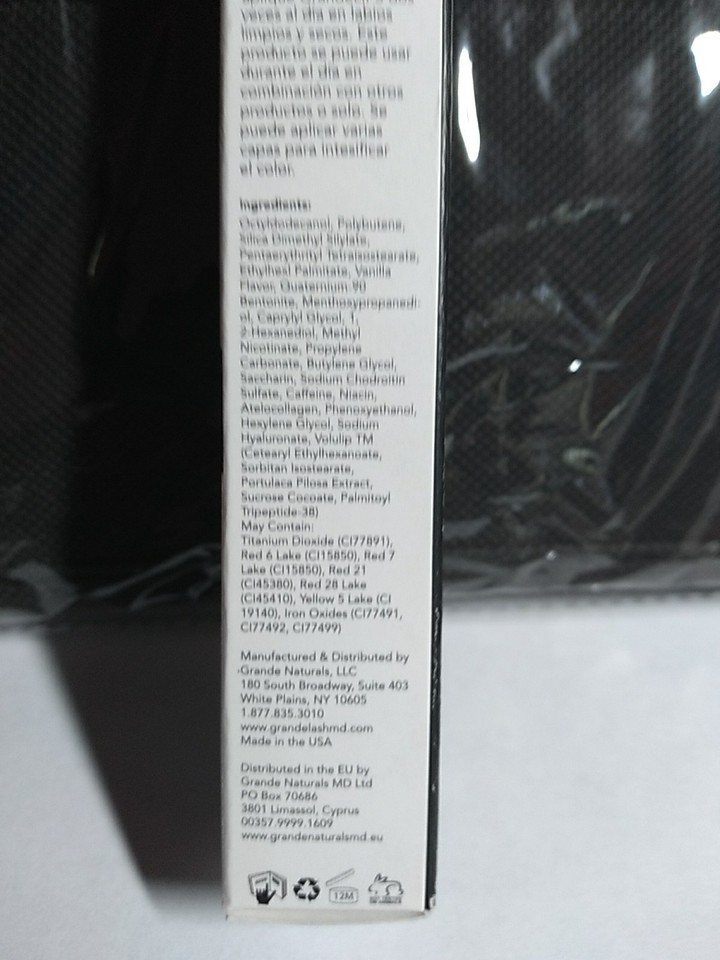 veces al día en labios
limpios y secos. Este
producto se puede usar
durante el día en
combinación con otros
productos o solo. Se
puede aplicar varias
capas para intesificar
el color.
Ingredients:
Octyldodecanol, Polybutene,
Silica Dimethyl Silylate,
Pentaerythrityl Tetraisostearate,
Ethylhexl Palmitate, Vanilla
Flavor, Quaternium-90
Bentonite, Menthoxypropanedi-
ol, Caprylyl Glycol, 1,
2-Hexanediol, Methyl
Nicotinate, Propylene
Carbonate, Butylene Glycol,
Saccharin, Sodium Chodroitin
Sulfate, Caffeine, Niacin,
Atelocollagen, Phenoxyethanol,
Hexylene Glycol, Sodium
Hyaluronate, Volulip TM
(Cetearyl Ethylhexanoate,
Sorbitan Isostearate,
Portulaca Pilosa Extract,
Sucrose Cocoate, Palmitoyl
Tripeptide-38)
May Contain:
Titanium Dioxide (CI77891),
Red 6 Lake (CI15850), Red 7
Lake (CI15850), Red 21
(CI45380), Red 28 Lake
(CI45410), Yellow 5 Lake (CI
19140), Iron Oxides (CI77491,
CI77492, CI77499)
Manufactured & Distributed by
Grande Naturals, LLC
180 South Broadway, Suite 403
White Plains, NY 10605
1.877.835.3010
www.grandelashmd.com
Made in the USA
Distributed in the EU by
Grande Naturals MD Ltd
PO Box 70686
3801 Limassol, Cyprus
00357.9999.1609
www.grandenaturalsmd.eu
12M